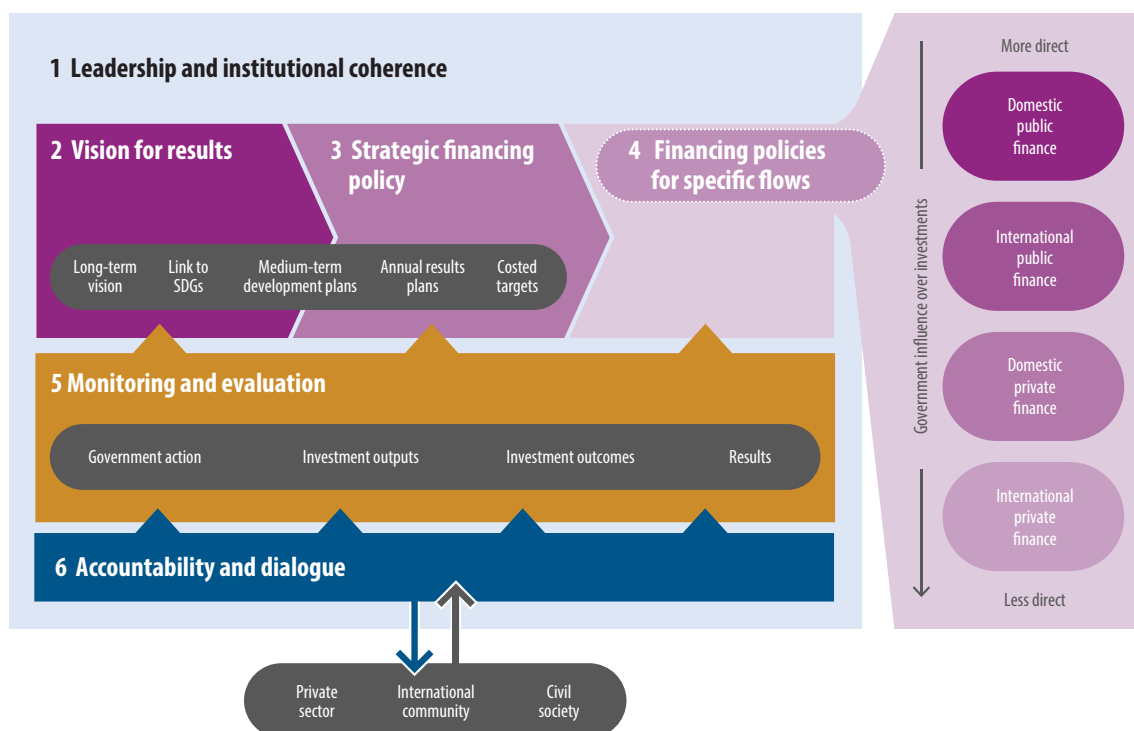 1 Leadership and institutional coherence
2 Vision for results
3 Strategic financing
policy
4 Financing policies
for specific flows
Long-term
vision
Link to
SDGs
Medium-term
development plans
Annual results
plans
Costed
targets
5 Monitoring and evaluation
Government action
Investment outputs
Investment outcomes
Results
6 Accountability and dialogue
Private
sector
International
community
Civil
society
More direct
Government influence over investments
Domestic
public
finance
International
public
finance
Domestic
private
finance
International
private
finance
Less direct